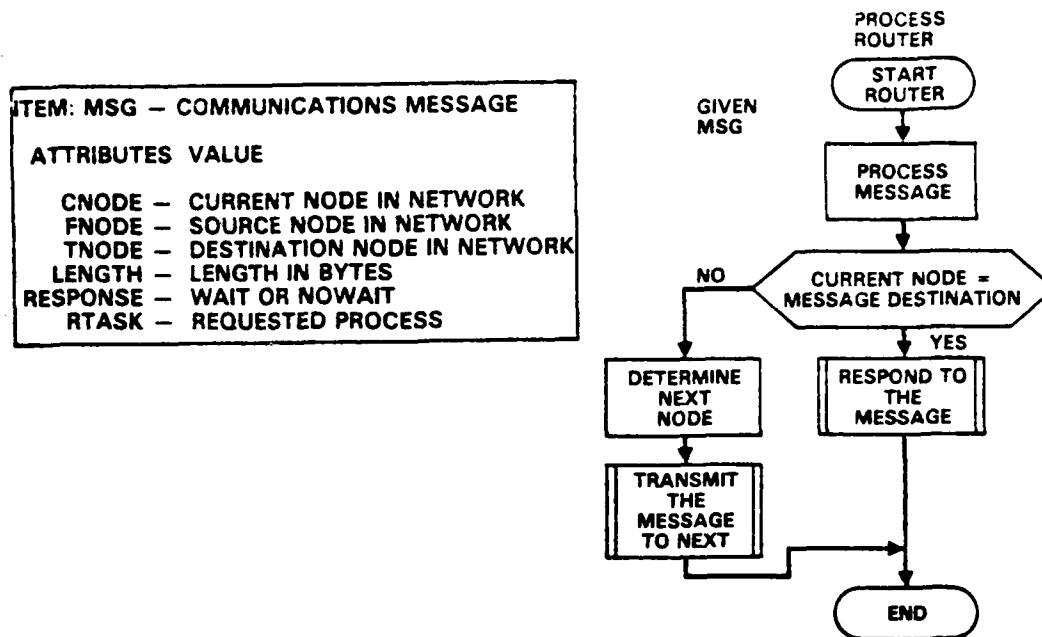 ITEM: MSG – COMMUNICATIONS MESSAGE
ATTRIBUTES VALUE
CNODE – CURRENT NODE IN NETWORK
FNODE – SOURCE NODE IN NETWORK
TNODE – DESTINATION NODE IN NETWORK
LENGTH – LENGTH IN BYTES
RESPONSE – WAIT OR NOWAIT
RTASK – REQUESTED PROCESS
PROCESS
ROUTER
START
ROUTER
GIVEN
MSG
PROCESS
MESSAGE
CURRENT NODE =
MESSAGE DESTINATION
NO
YES
DETERMINE
NEXT
NODE
RESPOND TO
THE
MESSAGE
TRANSMIT
THE
MESSAGE
TO NEXT
END